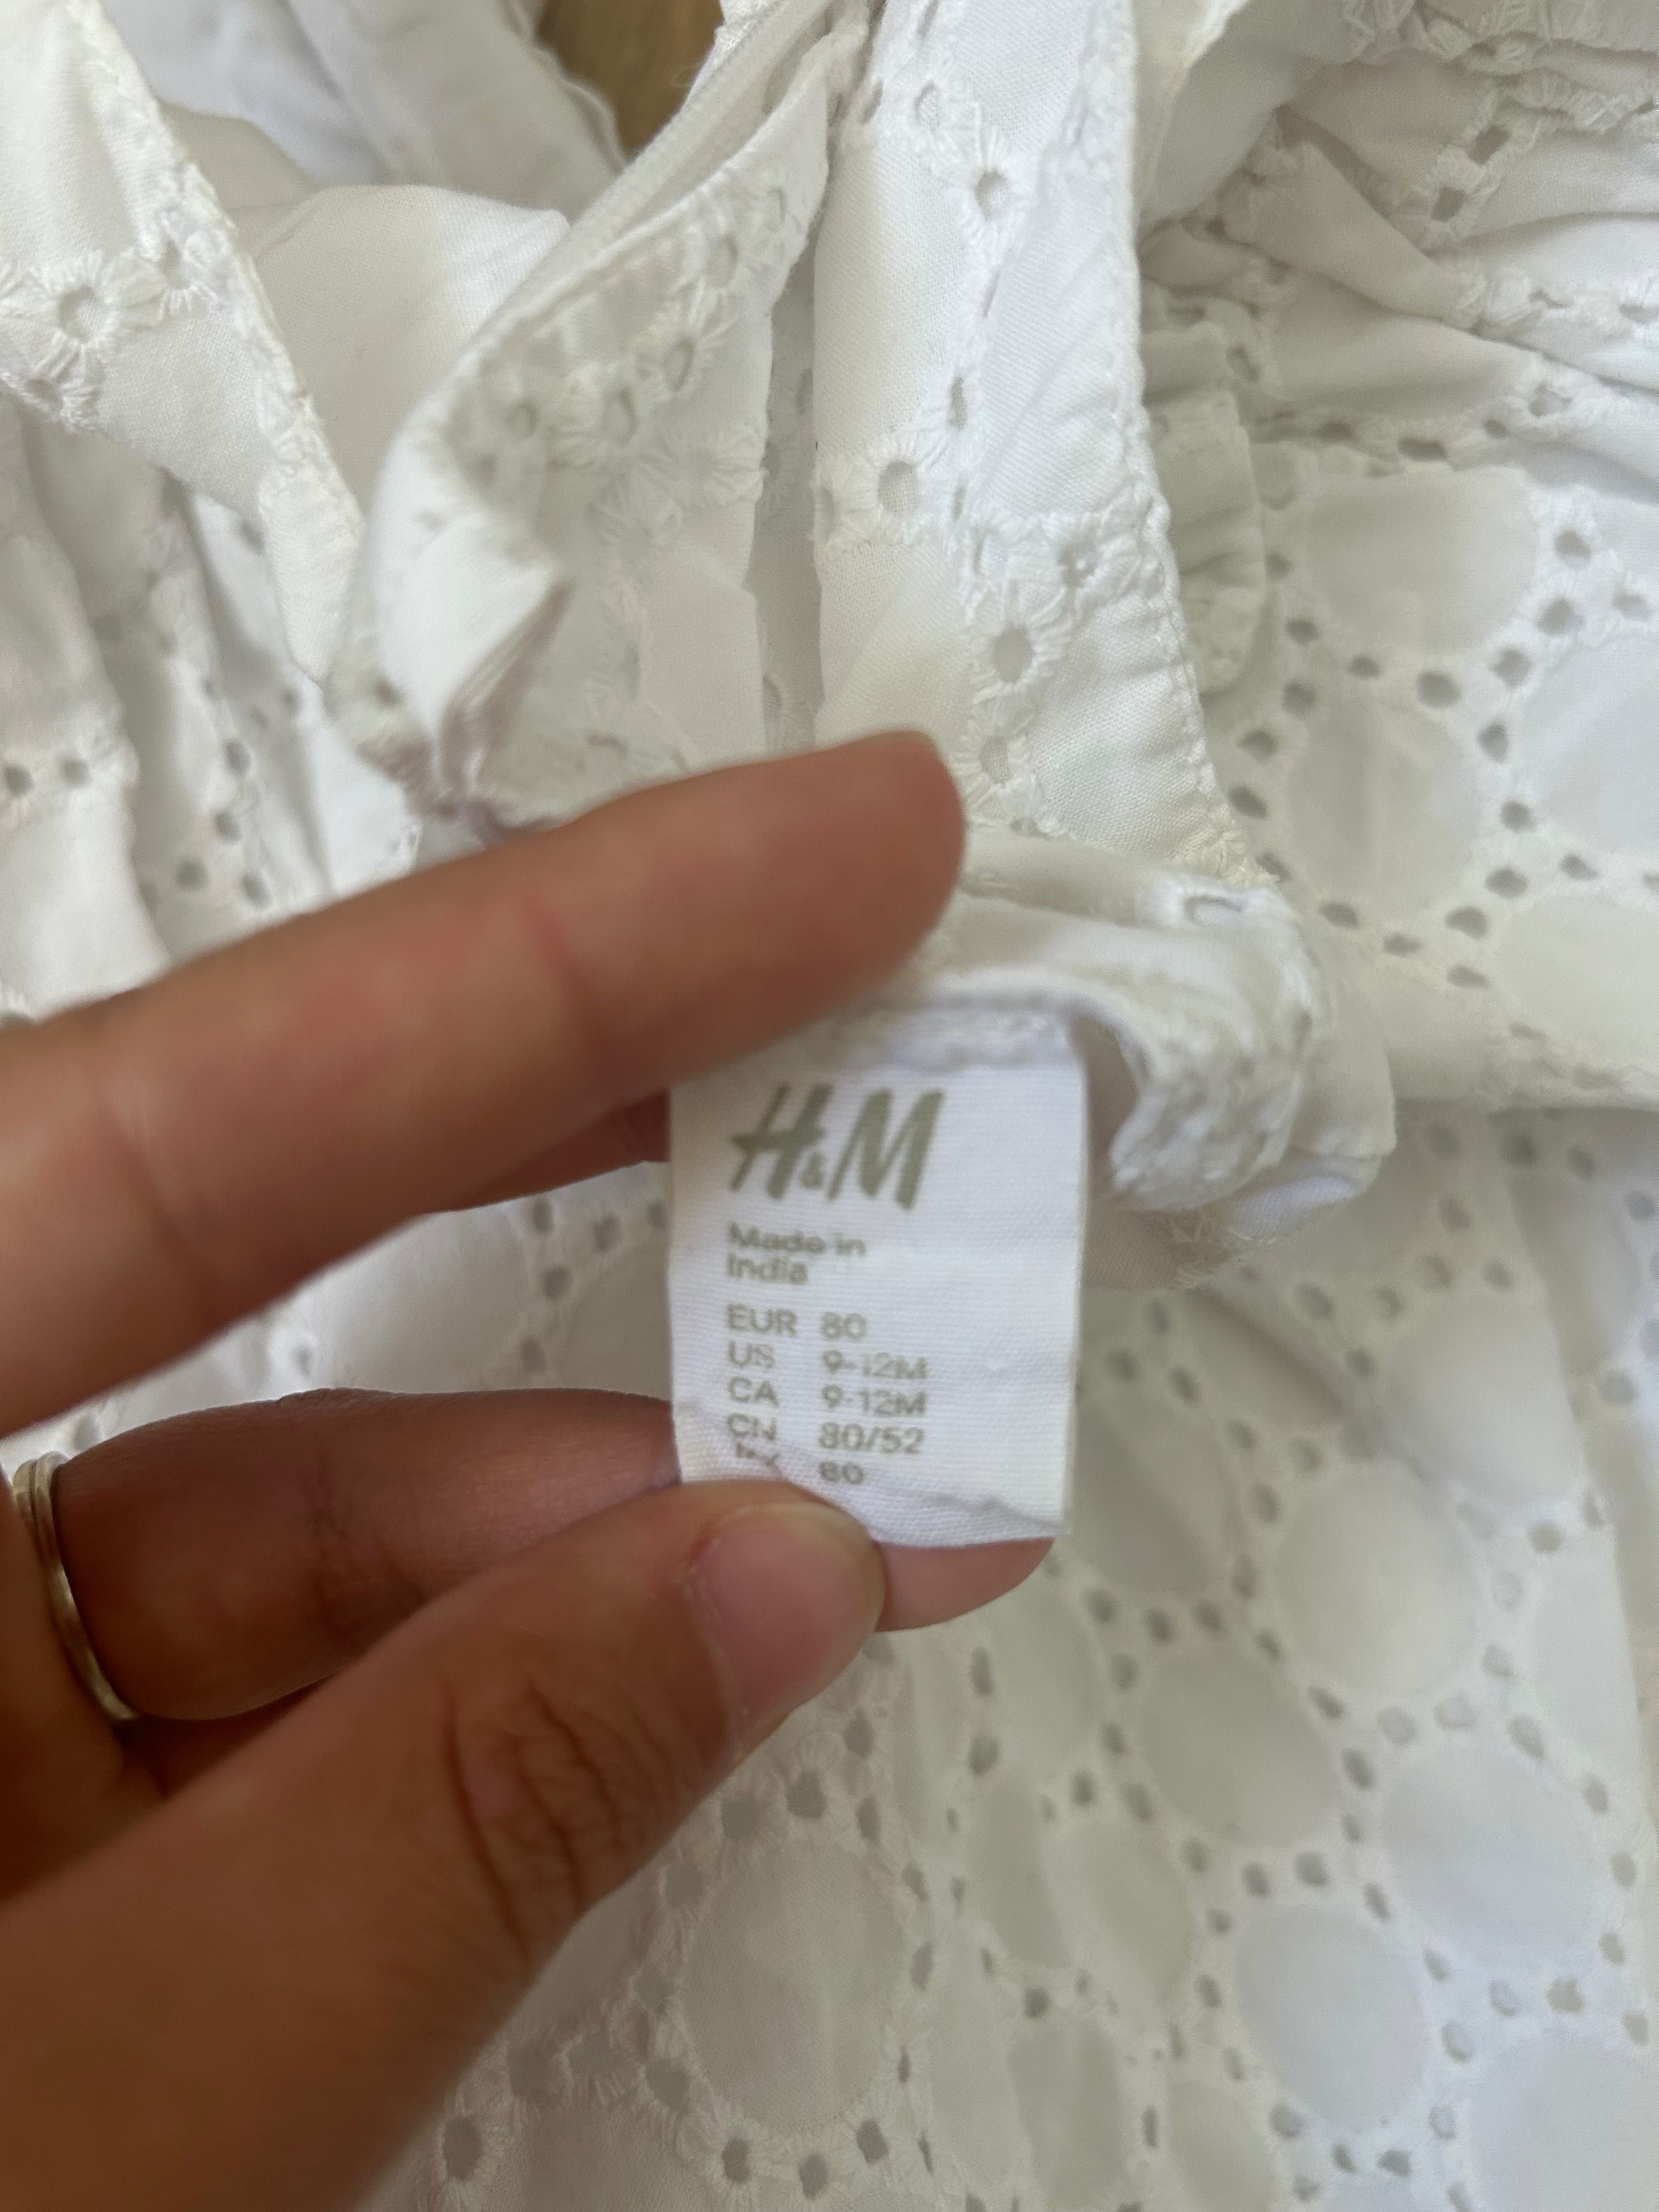 H&M
Made in
India
EUR 80
US 9-12M
CA 9-12M
CN 80/52
80